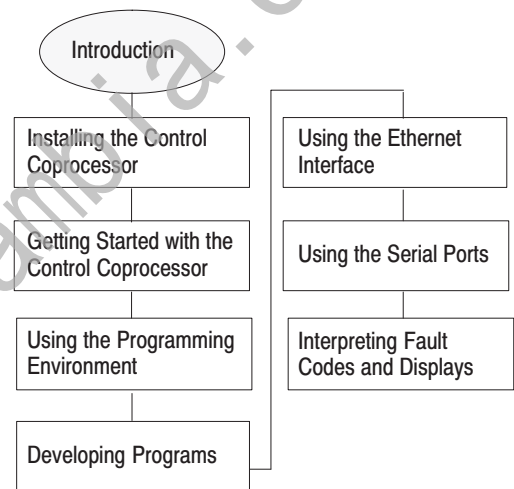 Introduction
Installing the Control
Coprocessor
Getting Started with the
Control Coprocessor
Using the Programming
Environment
Developing Programs
Using the Ethernet
Interface
Using the Serial Ports
Interpreting Fault
Codes and Displays